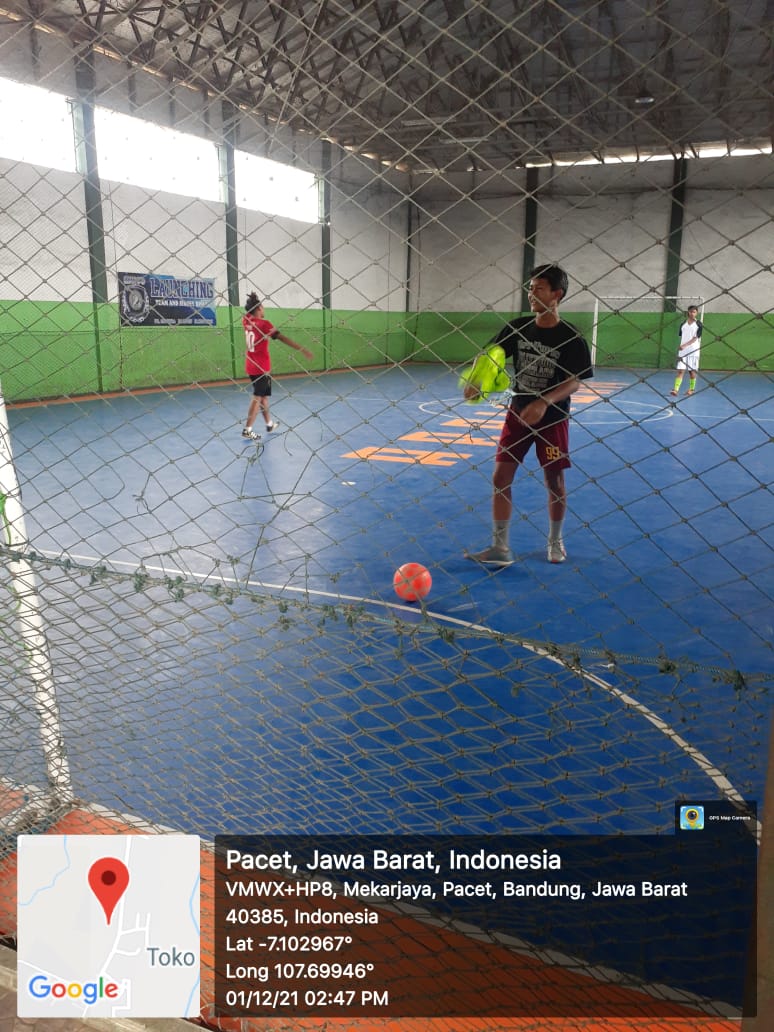 LAUNCHING
10
99
GPS Map Camera
Pacet, Jawa Barat, Indonesia
VMWX+HP8, Mekarjaya, Pacet, Bandung, Jawa Barat
40385, Indonesia
Lat -7.102967°
Long 107.69946°
01/12/21 02:47 PM
Toko
Google